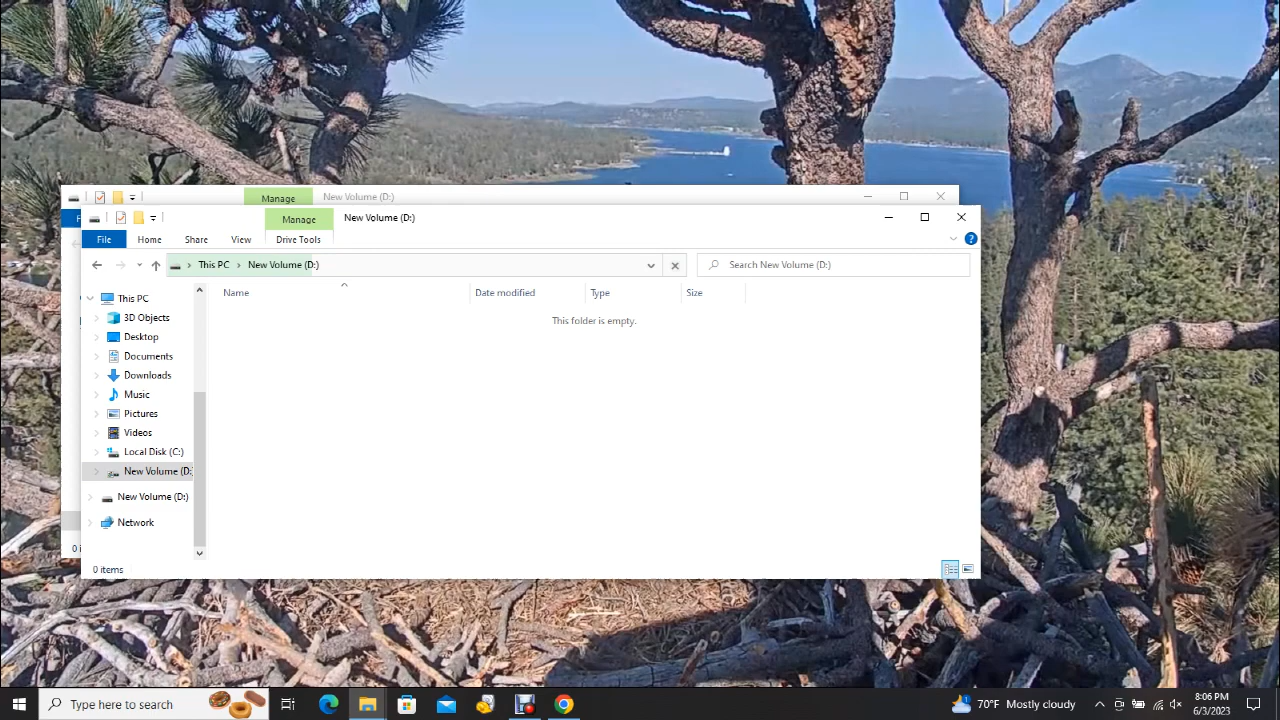 Manage
New Volume (D:)
F
Manage
New Volume (D:)
File
Home
Share
View
Drive Tools
This PC > New Volume (D:)
Search New Volume (D:)
Name
Date modified
Type
Size
This folder is empty.
This PC
3D Objects
Desktop
Documents
Downloads
Music
Pictures
Videos
Local Disk (C:)
New Volume (D:
New Volume (D:)
Network
0 i
0 items
Type here to search
70°F Mostly cloudy
8:06 PM
6/3/2023